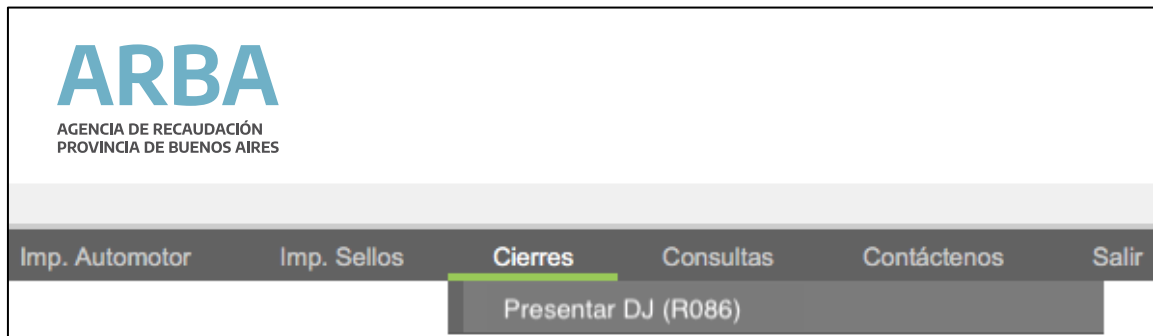 ARBA
AGENCIA DE RECAUDACIÓN
PROVINCIA DE BUENOS AIRES
Imp. Automotor Imp. Sellos Cierres Consultas Contáctenos Salir
Presentar DJ (R086)